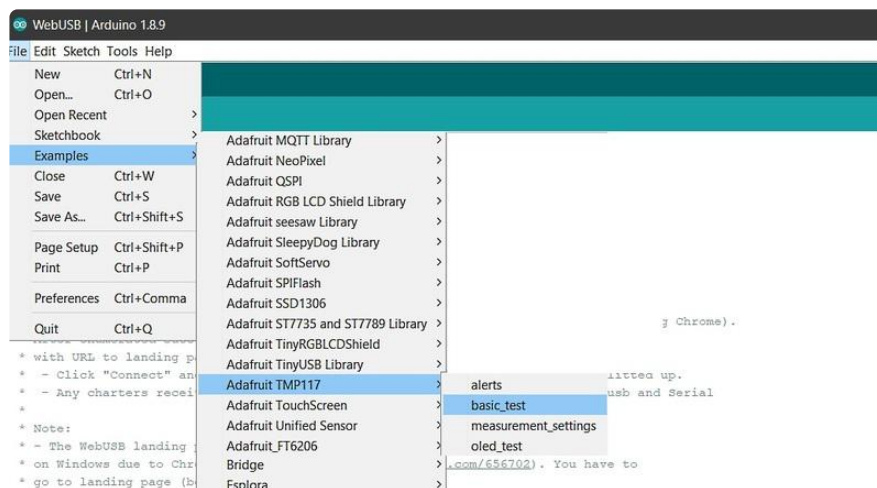 WebUSB | Arduino 1.8.9
File Edit Sketch Tools Help
New Ctrl+N
Open... Ctrl+O
Open Recent >
Sketchbook >
Examples >
Close Ctrl+W
Save Ctrl+S
Save As... Ctrl+Shift+S
Page Setup Ctrl+Shift+P
Print Ctrl+P
Preferences Ctrl+Comma
Quit Ctrl+Q
Adafruit MQTT Library >
Adafruit NeoPixel >
Adafruit QSPI >
Adafruit RGB LCD Shield Library >
Adafruit seesaw Library >
Adafruit SleepyDog Library >
Adafruit SoftServo >
Adafruit SPIFlash >
Adafruit SSD1306 >
Adafruit ST7735 and ST7789 Library >
Adafruit TinyRGBLCDShield >
Adafruit TinyUSB Library >
Adafruit TMP117 >
Adafruit TouchScreen >
Adafruit Unified Sensor >
Adafruit_FT6206 >
Bridge >
Esplora >
alerts
basic_test
measurement_settings
oled_test
g Chrome).
* with URL to landing p
* - Click "Connect" an litted up.
* - Any charters recei usb and Serial
*
* Note:
* - The WebUSB landing
* on Windows due to Chr .com/656702). You have to
* go to landing page (b